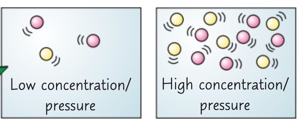 Low concentration/
pressure
High concentration/
pressure